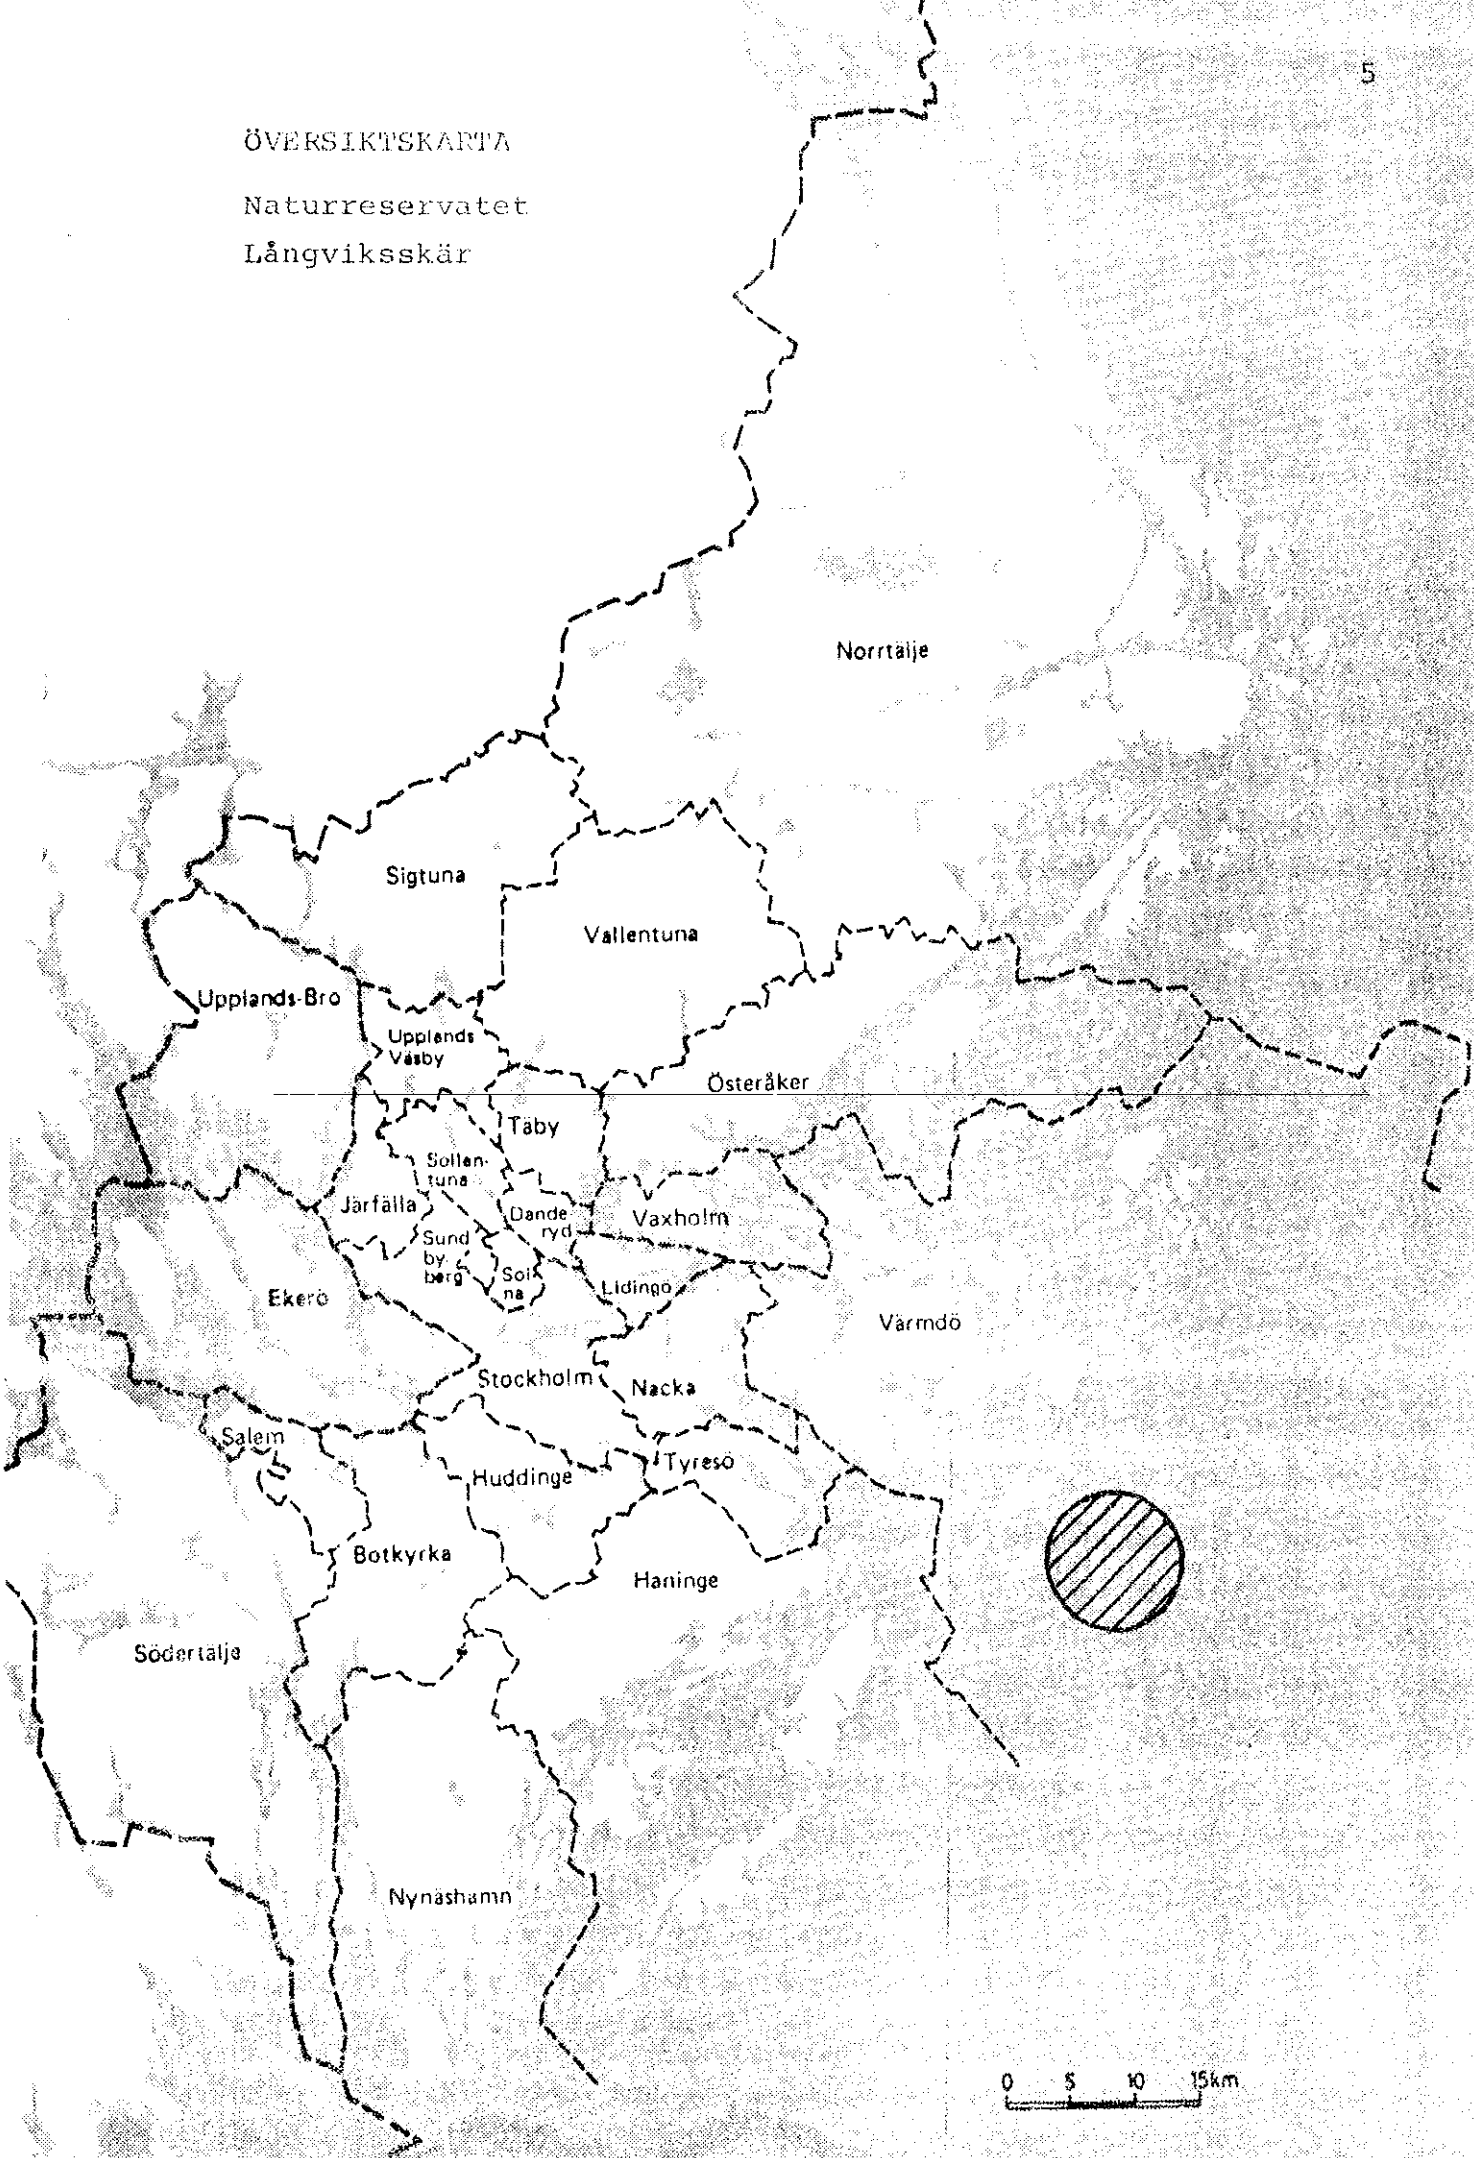 5
ÖVERSIKTSKARTA
Naturreservatet
Långviksskär
Norrtälje
Sigtuna
Vallentuna
Upplands-Bro
Upplands
Väsby
Österåker
Täby
Sollen-
tuna
Järfälla
Dande
ryd
Vaxholm
Sund
by
berg
Sol
na
Lidingö
Ekerö
Värmdö
Stockholm
Nacka
Salem
Huddinge
Tyresö
Botkyrka
Haninge
Södertälje
Nynäshamn
0 5 10 15km